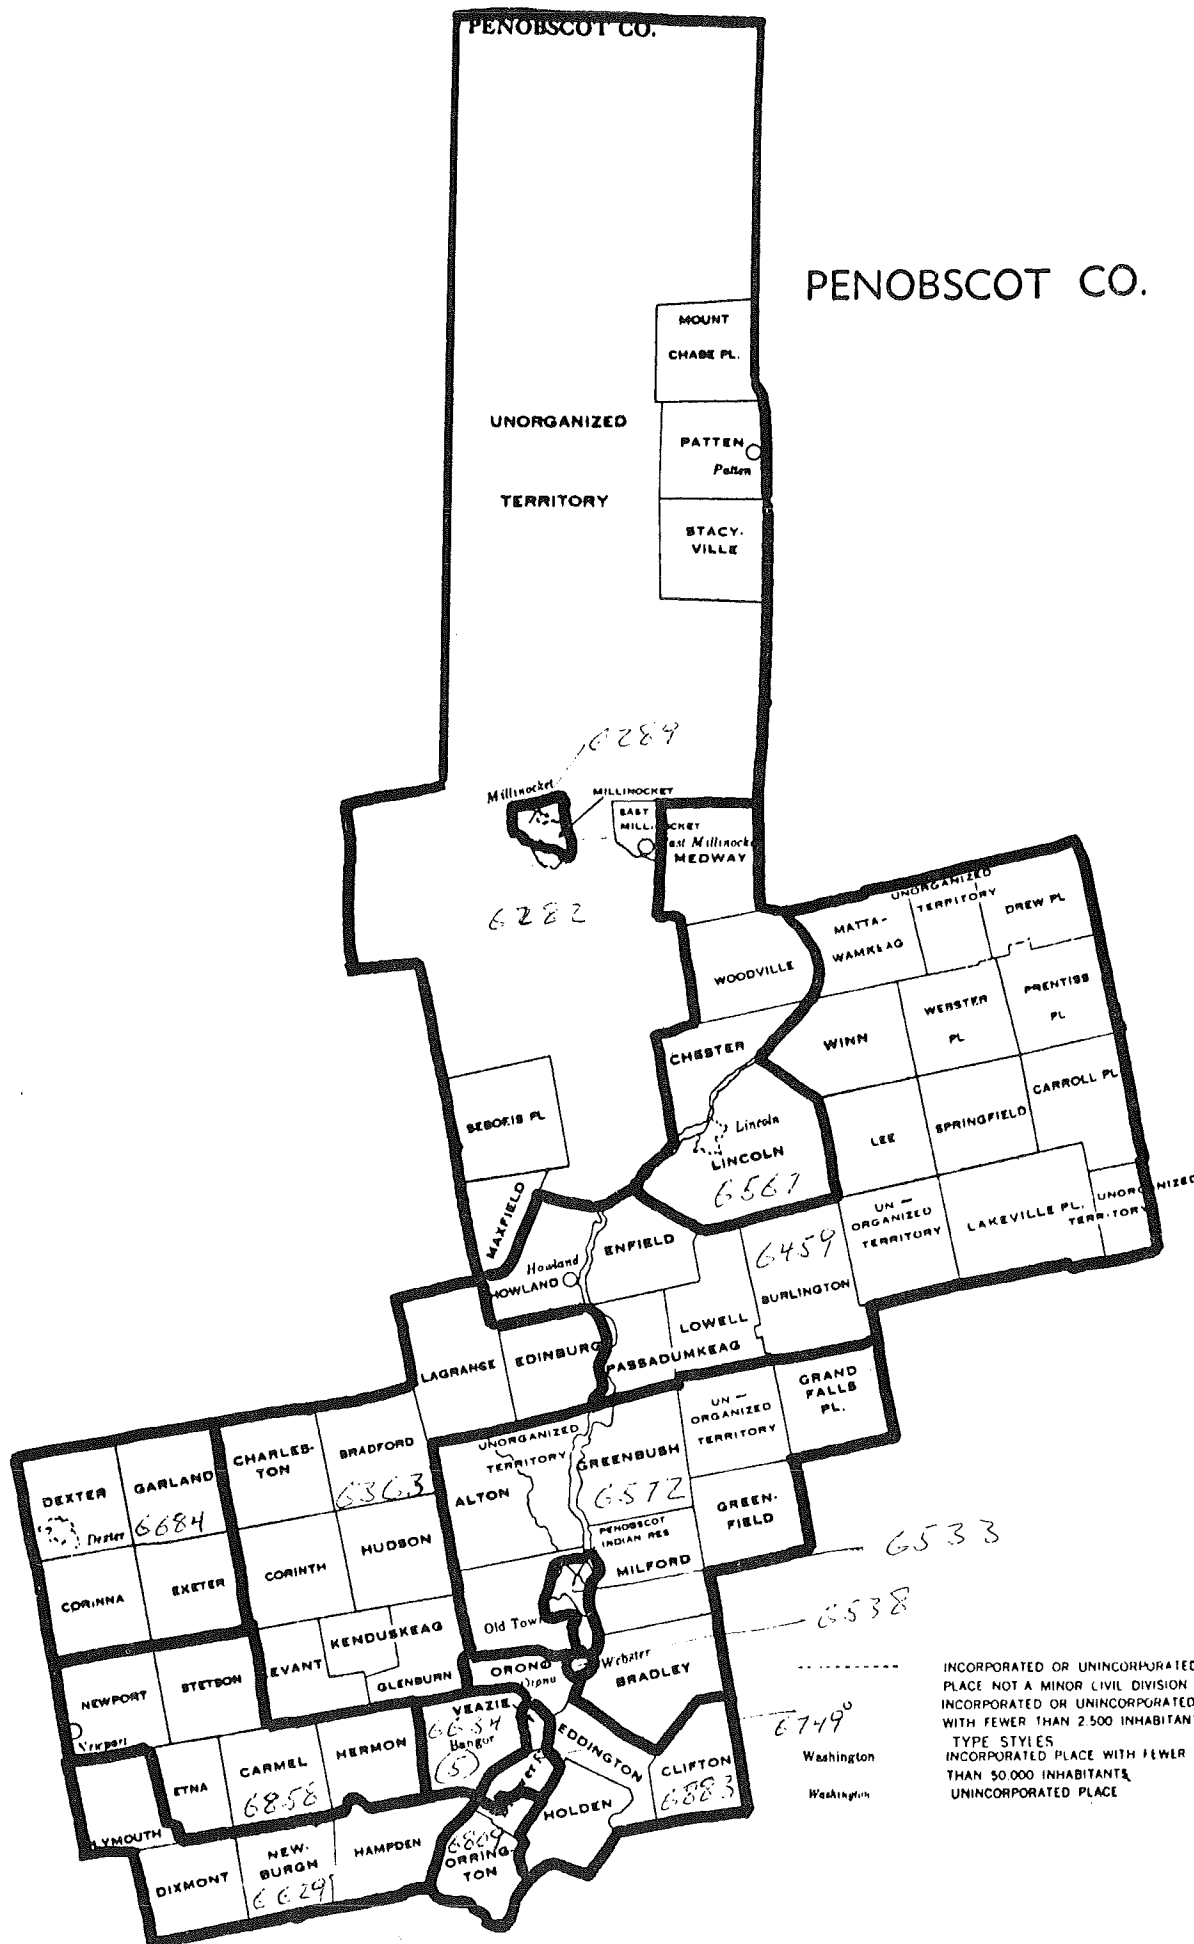 PENOBSCOT CO.
PENOBSCOT CO.
MOUNT
CHASE PL.
UNORGANIZED
TERRITORY
PATTEN
Patten
STACY-
VILLE
6289
Millinocket
MILLINOCKET
EAST
MILLINOCKET
East Millinocket
MEDWAY
6282
UNORGANIZED
TERRITORY
DREW PL
MATTA-
WAMKEAG
WOODVILLE
WEBSTER
PL
PRENTISS
PL
WINN
CHESTER
CARROLL PL
SPRINGFIELD
LEE
SEBOEIS PL
Lincoln
LINCOLN
6567
MAXFIELD
UN-
ORGANIZED
TERRITORY
LAKEVILLE PL.
UNORGANIZED
TERRITORY
ENFIELD
6459
Howland
HOWLAND
BURLINGTON
LOWELL
PASSADUMKEAG
EDINBURG
LAGRANGE
GRAND
FALLS
PL.
UN-
ORGANIZED
TERRITORY
UNORGANIZED
TERRITORY
GREENBUSH
6572
CHARLES-
TON
BRADFORD
6363
DEXTER
Dexter
GARLAND
6684
ALTON
GREEN-
FIELD
PENOBSCOT
INDIAN RES
MILFORD
6533
HUDSON
CORINTH
EXETER
CORINNA
6538
Old Town
KENDUSKEAG
LEVANT
GLENBURN
ORONO
Orono
Webster
BRADLEY
STETSON
NEWPORT
Newport
VEAZIE
6634
Bangor
(5)
EDDINGTON
6749
CLIFTON
6883
HERMON
CARMEL
6858
ETNA
PLYMOUTH
HOLDEN
6809
ORRING-
TON
HAMPDEN
NEW-
BURGH
6629
DIXMONT
INCORPORATED OR UNINCORPORATED
PLACE NOT A MINOR CIVIL DIVISION
INCORPORATED OR UNINCORPORATED
WITH FEWER THAN 2,500 INHABITANT
TYPE STYLES
Washington INCORPORATED PLACE WITH FEWER
THAN 50,000 INHABITANTS
Washington UNINCORPORATED PLACE